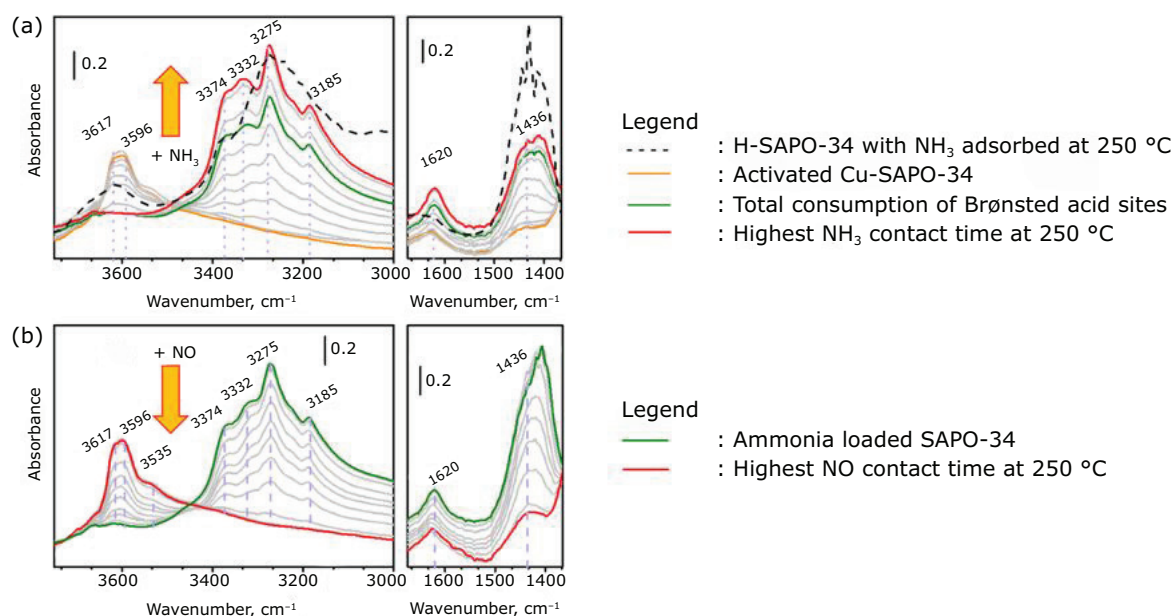 (a)
0.2
3617
3596
+ NH₃
3374
3332
3275
3185
0.2
1620
1436
Absorbance
3600
3400
3200
3000
1600
1500
1400
Wavenumber, cm⁻¹
Wavenumber, cm⁻¹
Legend
: H-SAPO-34 with NH₃ adsorbed at 250 °C
: Activated Cu-SAPO-34
: Total consumption of Brønsted acid sites
: Highest NH₃ contact time at 250 °C
(b)
+ NO
0.2
3617
3596
3535
3374
3332
3275
3185
0.2
1620
1436
Absorbance
3600
3400
3200
3000
1600
1500
1400
Wavenumber, cm⁻¹
Wavenumber, cm⁻¹
Legend
: Ammonia loaded SAPO-34
: Highest NO contact time at 250 °C